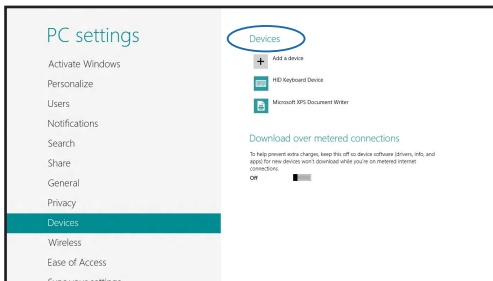 PC settings
Activate Windows
Personalize
Users
Notifications
Search
Share
General
Privacy
Devices
Wireless
Ease of Access
Sync your settings
Devices
Add a device
HID Keyboard Device
Microsoft XPS Document Writer
Download over metered connections
To help prevent extra charges, keep this off so device software (drivers, info, and
apps) for new devices won't download while you're on metered internet
connections.
Off